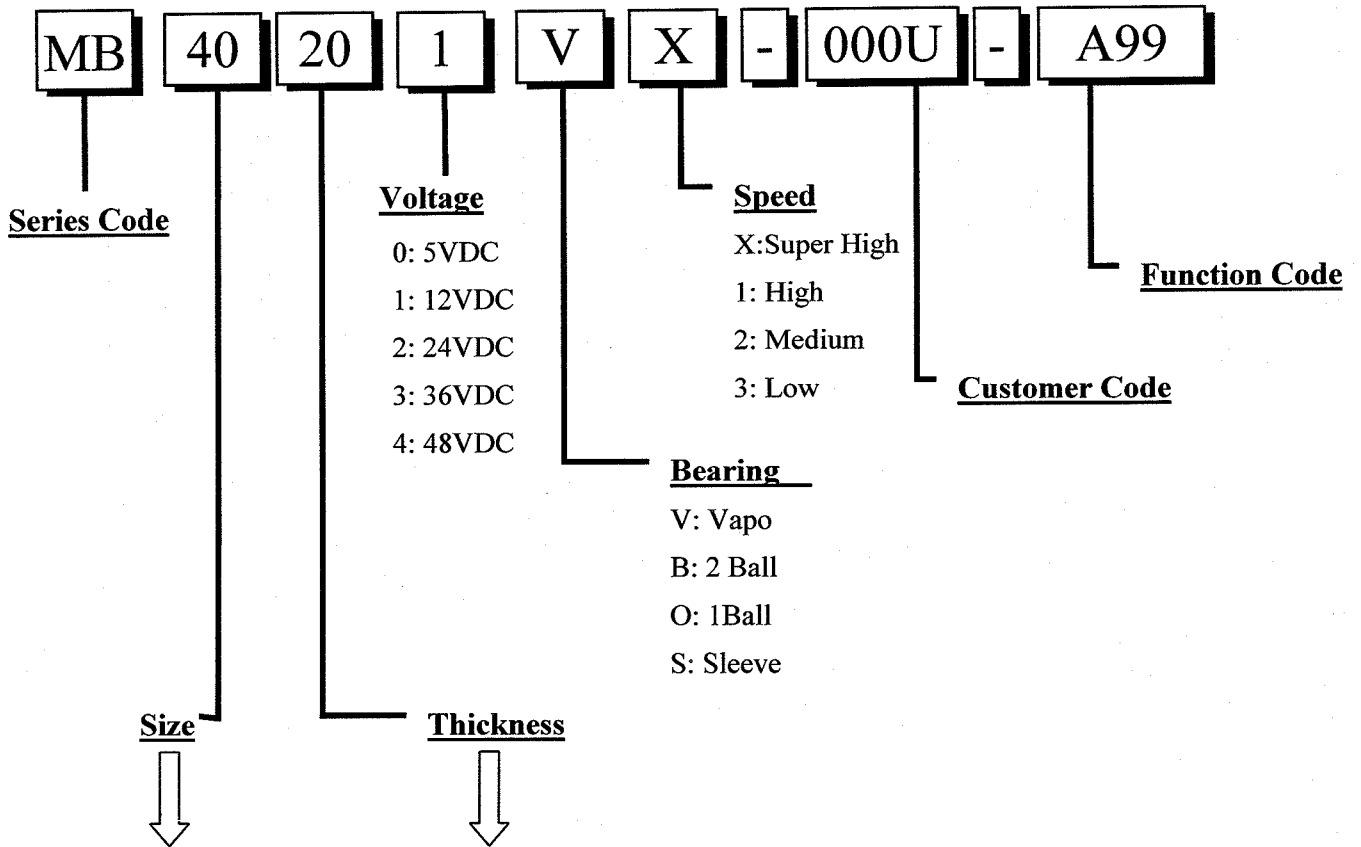 MB 40 20 1 V X - 000U - A99
Series Code
Voltage
0: 5VDC
1: 12VDC
2: 24VDC
3: 36VDC
4: 48VDC
Speed
X:Super High
1: High
2: Medium
3: Low
Function Code
Customer Code
Bearing
V: Vapo
B: 2 Ball
O: 1Ball
S: Sleeve
Size
Thickness